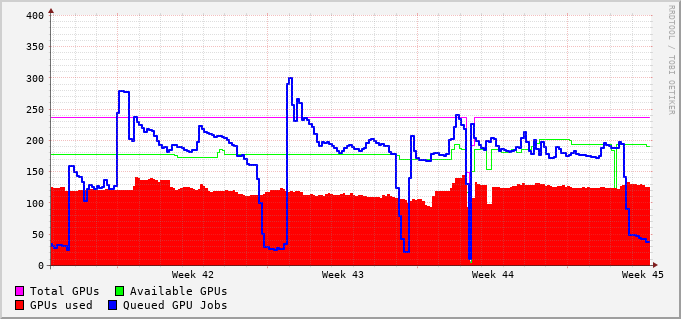 400
350
300
250
200
150
100
50
0
Week 42 Week 43 Week 44 Week 45
Total GPUs Available GPUs
GPUs used Queued GPU Jobs
RRDTOOL / TOBI OETIKER